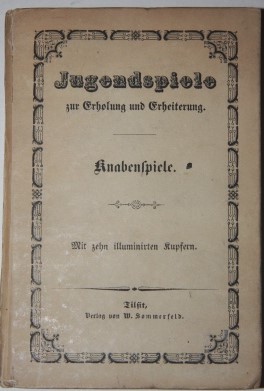 Jugendspiele
zur Erholung und Erheiterung.
Knabenspiele.
Mit zehn illuminirten Kupfern.
Tilsit,
Verlag von W. Sommerfeld.